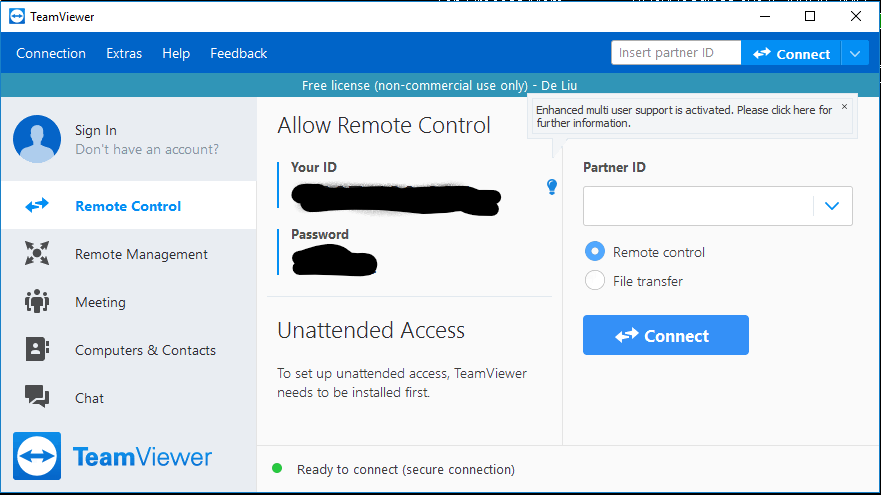 TeamViewer
Connection Extras Help Feedback
Insert partner ID
Connect
Free license (non-commercial use only) - De Liu
Sign In
Don't have an account?
Remote Control
Remote Management
Meeting
Computers & Contacts
Chat
TeamViewer
Allow Remote Control
Your ID
Password
Unattended Access
To set up unattended access, TeamViewer
needs to be installed first.
Enhanced multi user support is activated. Please click here for
further information.
Partner ID
Remote control
File transfer
Connect
Ready to connect (secure connection)